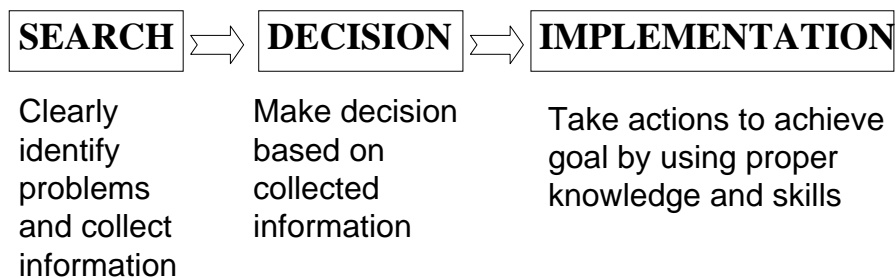 SEARCH
DECISION
IMPLEMENTATION
Clearly
identify
problems
and collect
information
Make decision
based on
collected
information
Take actions to achieve
goal by using proper
knowledge and skills